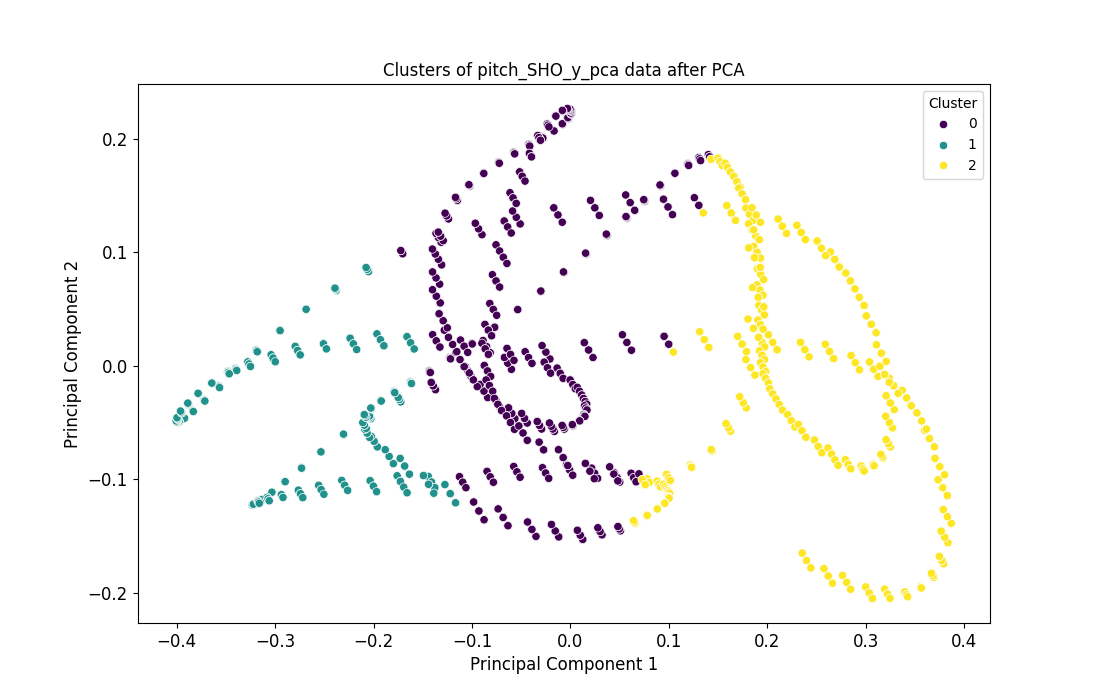 Clusters of pitch_SHO_y_pca data after PCA
Cluster
0
1
2
Principal Component 2
0.2
0.1
0.0
−0.1
−0.2
−0.4 −0.3 −0.2 −0.1 0.0 0.1 0.2 0.3 0.4
Principal Component 1